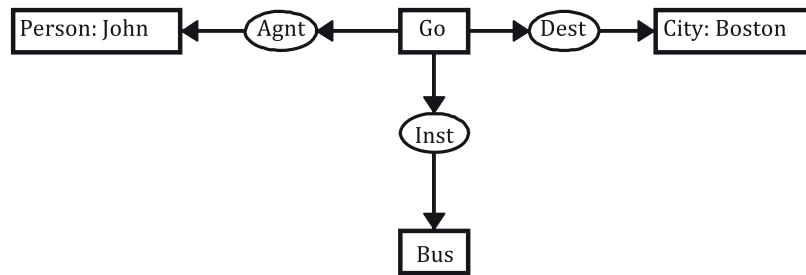 Person: John
Agnt
Go
Dest
City: Boston
Inst
Bus